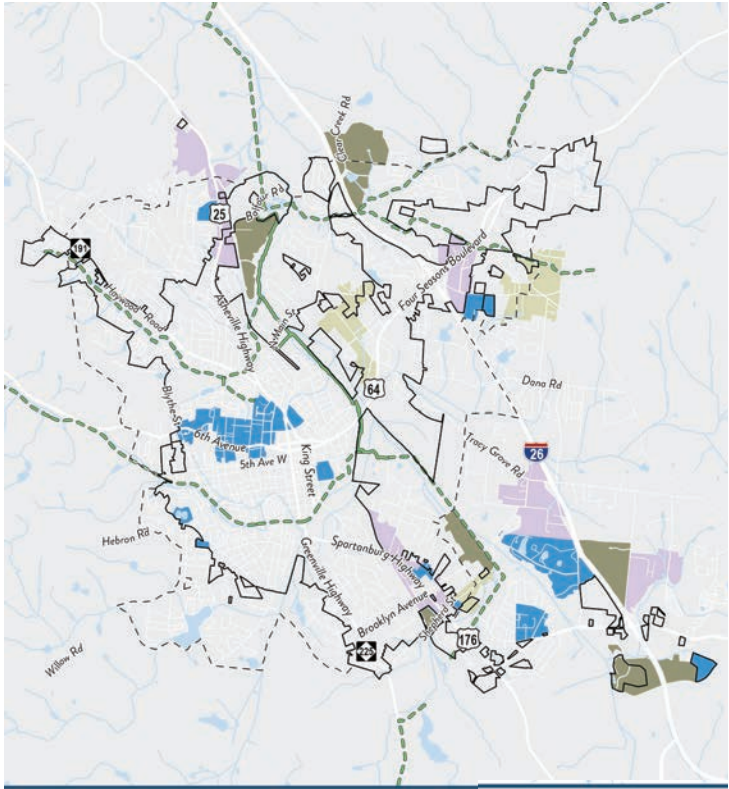 Clear Creek Rd
Balfour Rd
25
191
Haywood Road
Asheville Highway
N Main St
Four Seasons Boulevard
64
Dana Rd
Blythe St
6th Avenue
5th Ave W
King Street
Tracy Grove Rd
26
Hebron Rd
Spartanburg Highway
Greenville Highway
Brooklyn Avenue
Shepherd St
176
225
Willow Rd